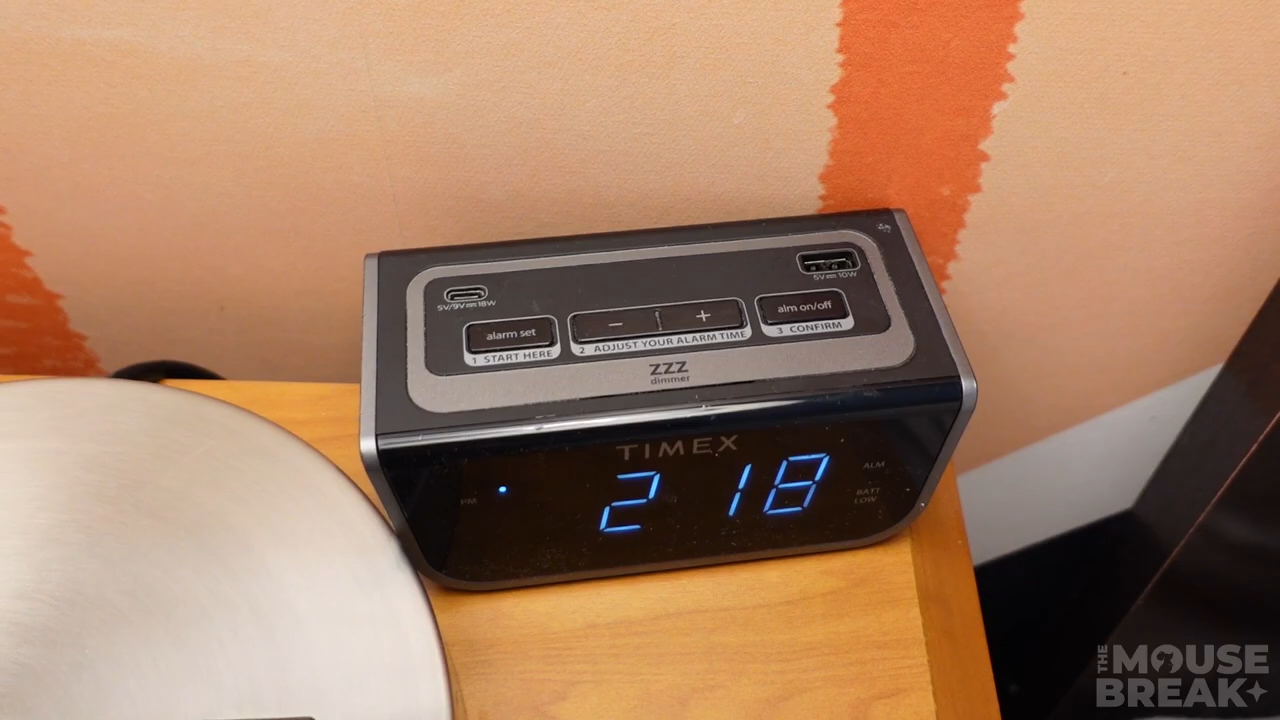 5V/9V⎓18W
5V⎓10W
alarm set
− +
alm on/off
1 START HERE
2 ADJUST YOUR ALARM TIME
3 CONFIRM
ZZZ
dimmer
TIMEX
PM
2 18
ALM
BATT
LOW
THE MOUSE
BREAK